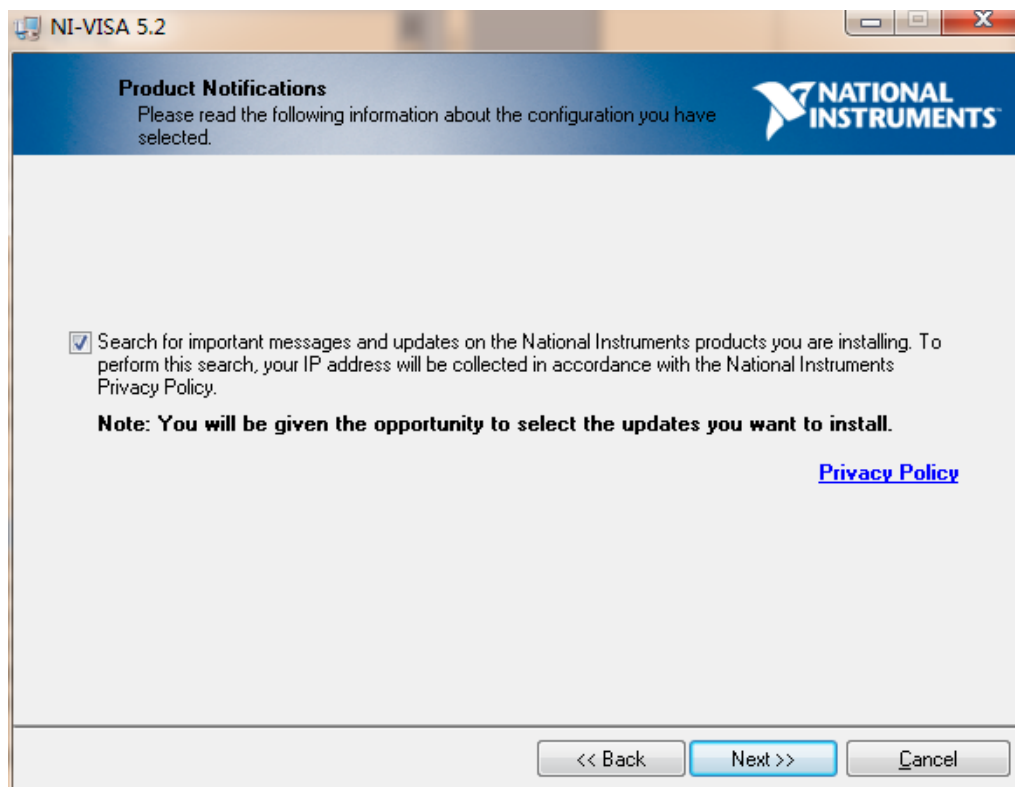 NI-VISA 5.2
Product Notifications
Please read the following information about the configuration you have
selected.
NATIONAL
INSTRUMENTS
Search for important messages and updates on the National Instruments products you are installing. To
perform this search, your IP address will be collected in accordance with the National Instruments
Privacy Policy.
Note: You will be given the opportunity to select the updates you want to install.
Privacy Policy
<< Back
Next >>
Cancel